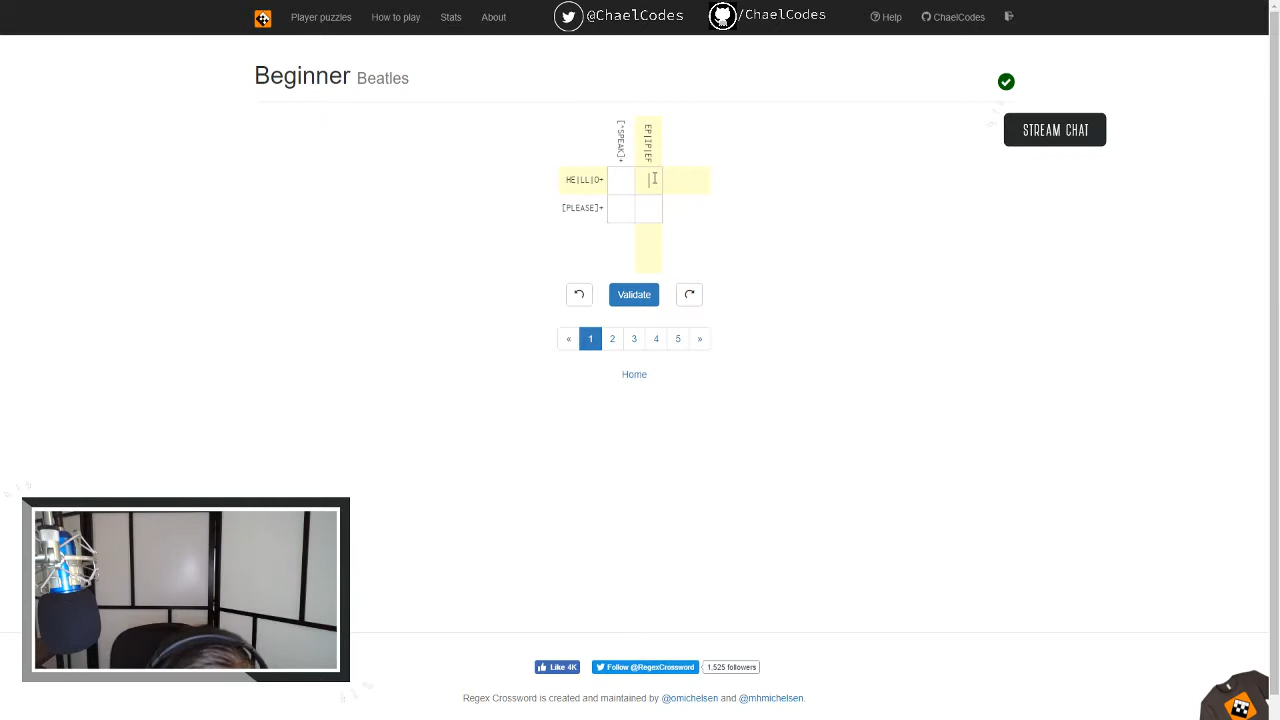 Player puzzles How to play Stats About @ChaelCodes /ChaelCodes Help ChaelCodes
Beginner Beatles
STREAM CHAT
[^SPEAK]+
EP|IP|EF
HE|LL|O+
[PLEASE]+
Validate
« 1 2 3 4 5 »
Home
Like 4K Follow @RegexCrossword 1,525 followers
Regex Crossword is created and maintained by @omichelsen and @mhmichelsen.